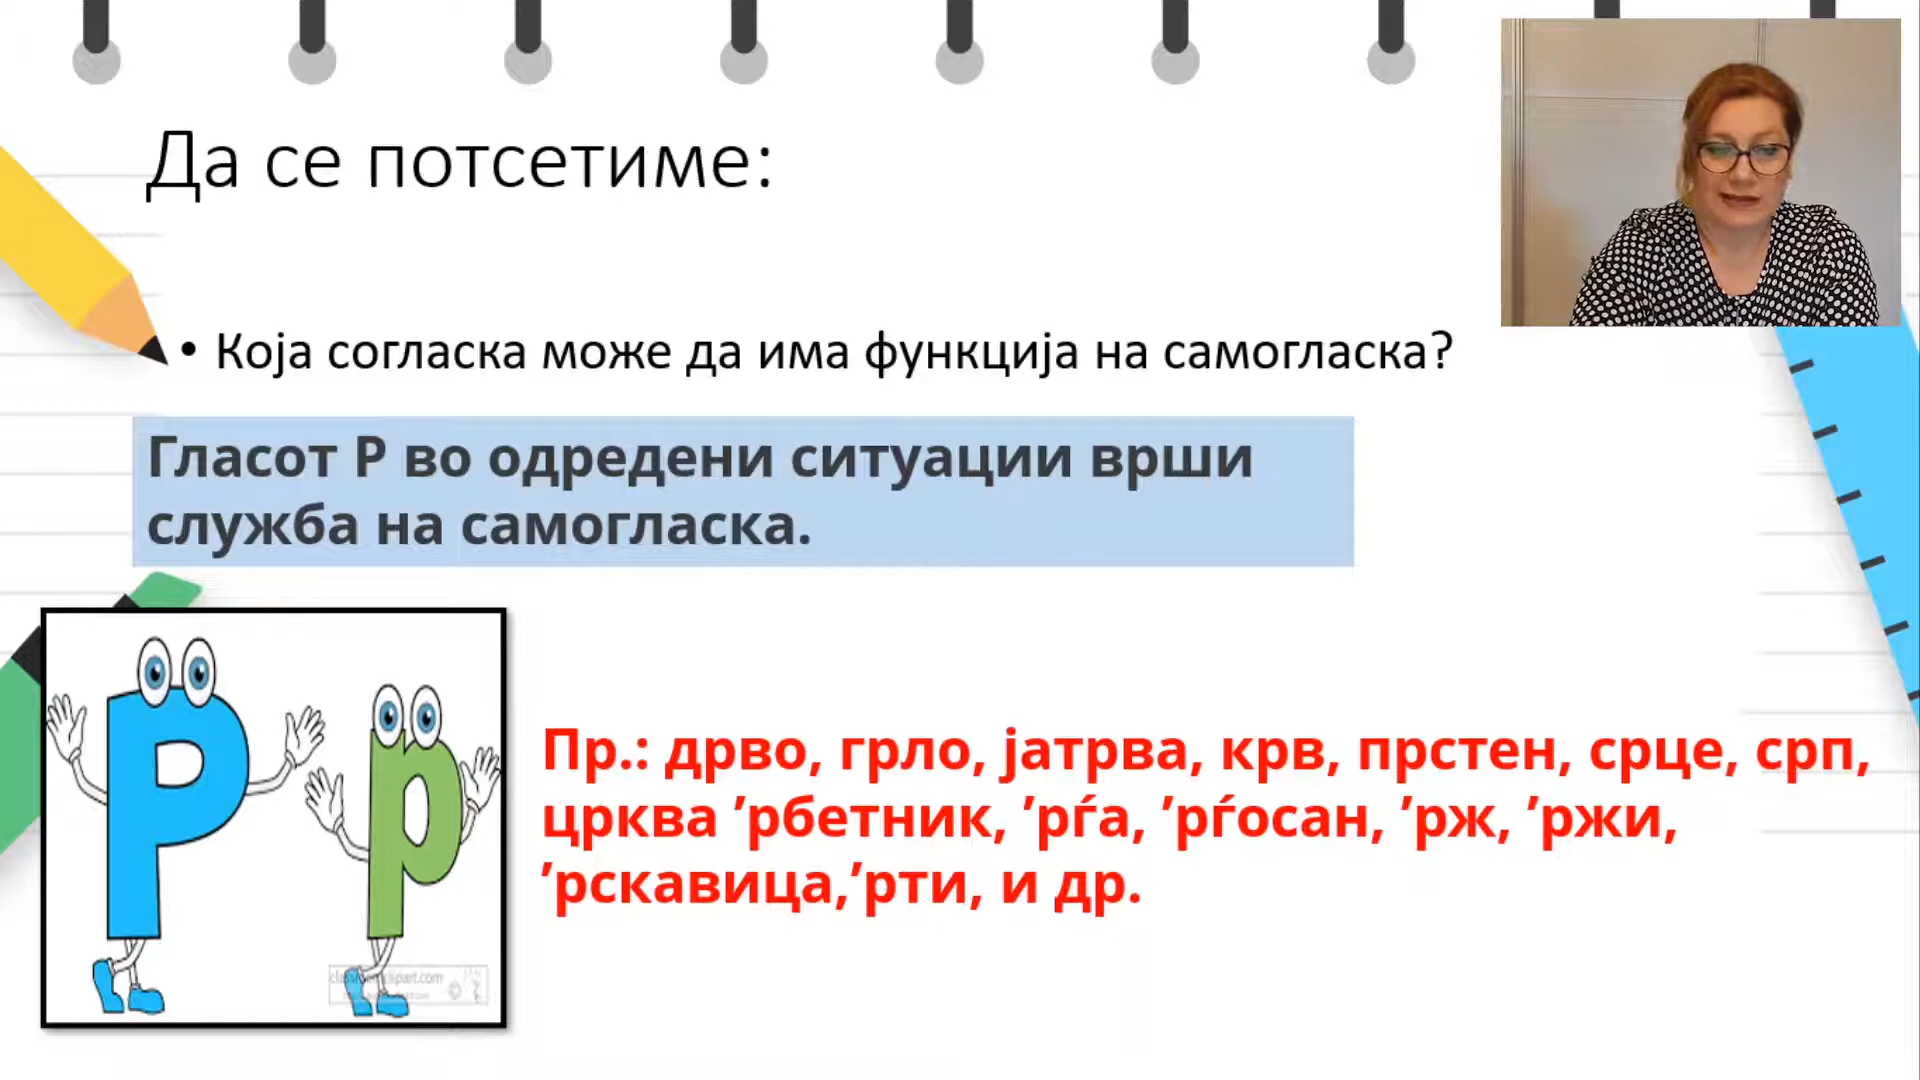 Да се потсетиме:
• Која согласка може да има функција на самогласка?
Гласот Р во одредени ситуации врши
служба на самогласка.
Пр.: дрво, грло, јатрва, крв, прстен, срце, срп,
црква ’рбетник, ’рѓа, ’рѓосан, ’рж, ’ржи,
’рскавица,’рти, и др.
Р р